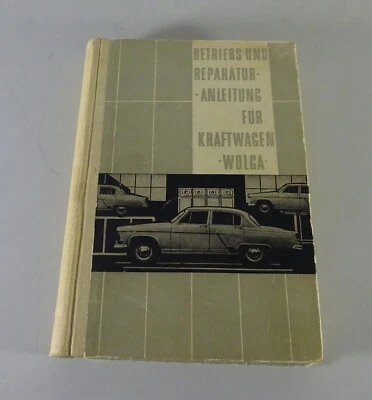 BETRIEBS-UND
REPARATUR-
-ANLEITUNG
FÜR
KRAFTWAGEN
-WOLGA-